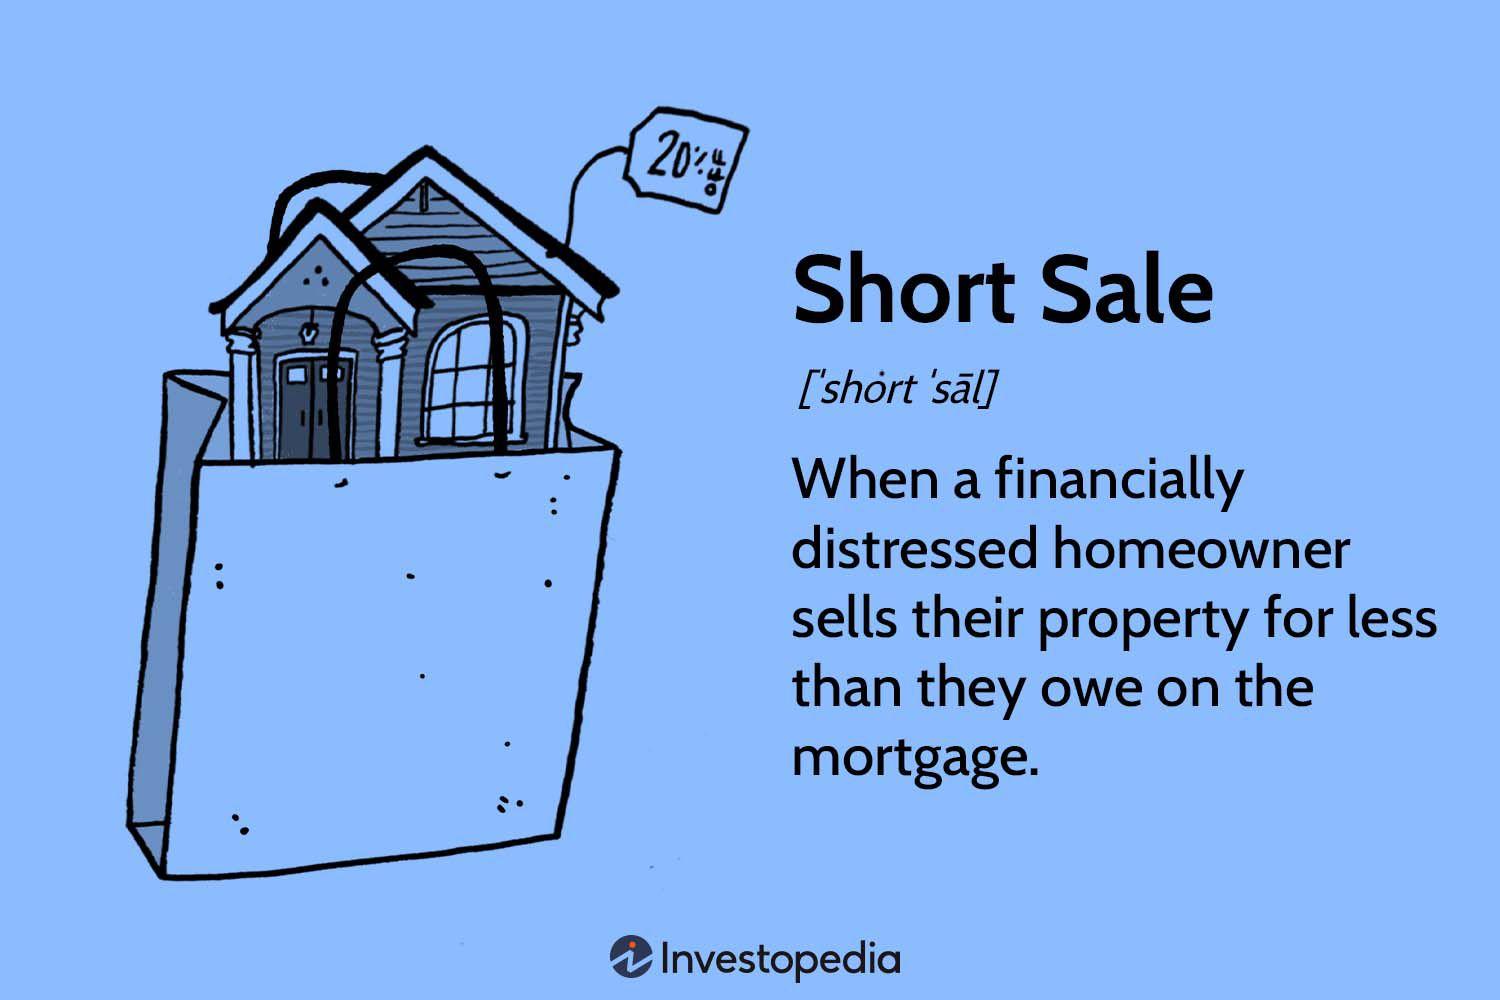 20% OFF
Short Sale
['shȯrt 'sāl]
When a financially
distressed homeowner
sells their property for less
than they owe on the
mortgage.
Investopedia